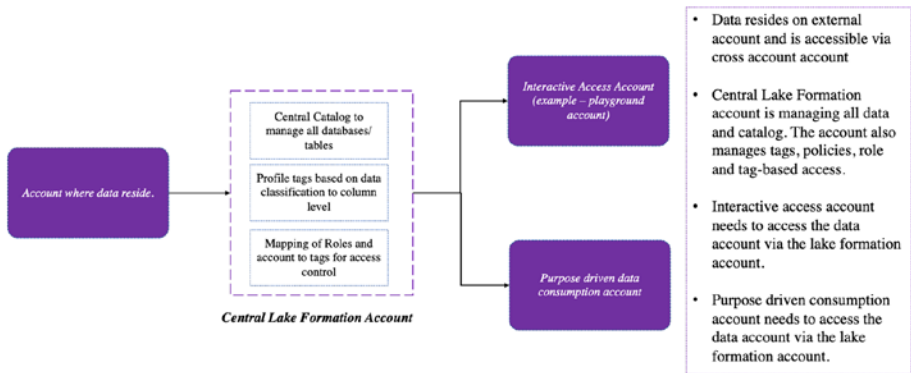 Account where data reside.
Central Catalog to
manage all databases/
tables
Profile tags based on data
classification to column
level
Mapping of Roles and
account to tags for access
control
Central Lake Formation Account
Interactive Access Account
(example – playground
account)
Purpose driven data
consumption account
• Data resides on external
account and is accessible via
cross account account
• Central Lake Formation
account is managing all data
and catalog. The account also
manages tags, policies, role
and tag-based access.
• Interactive access account
needs to access the data
account via the lake formation
account.
• Purpose driven consumption
account needs to access the
data account via the lake
formation account.